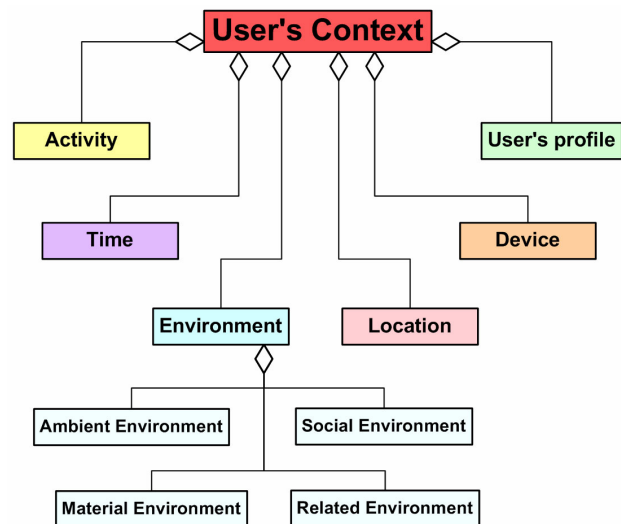 User's Context
Activity
User's profile
Time
Device
Environment
Location
Ambient Environment
Social Environment
Material Environment
Related Environment